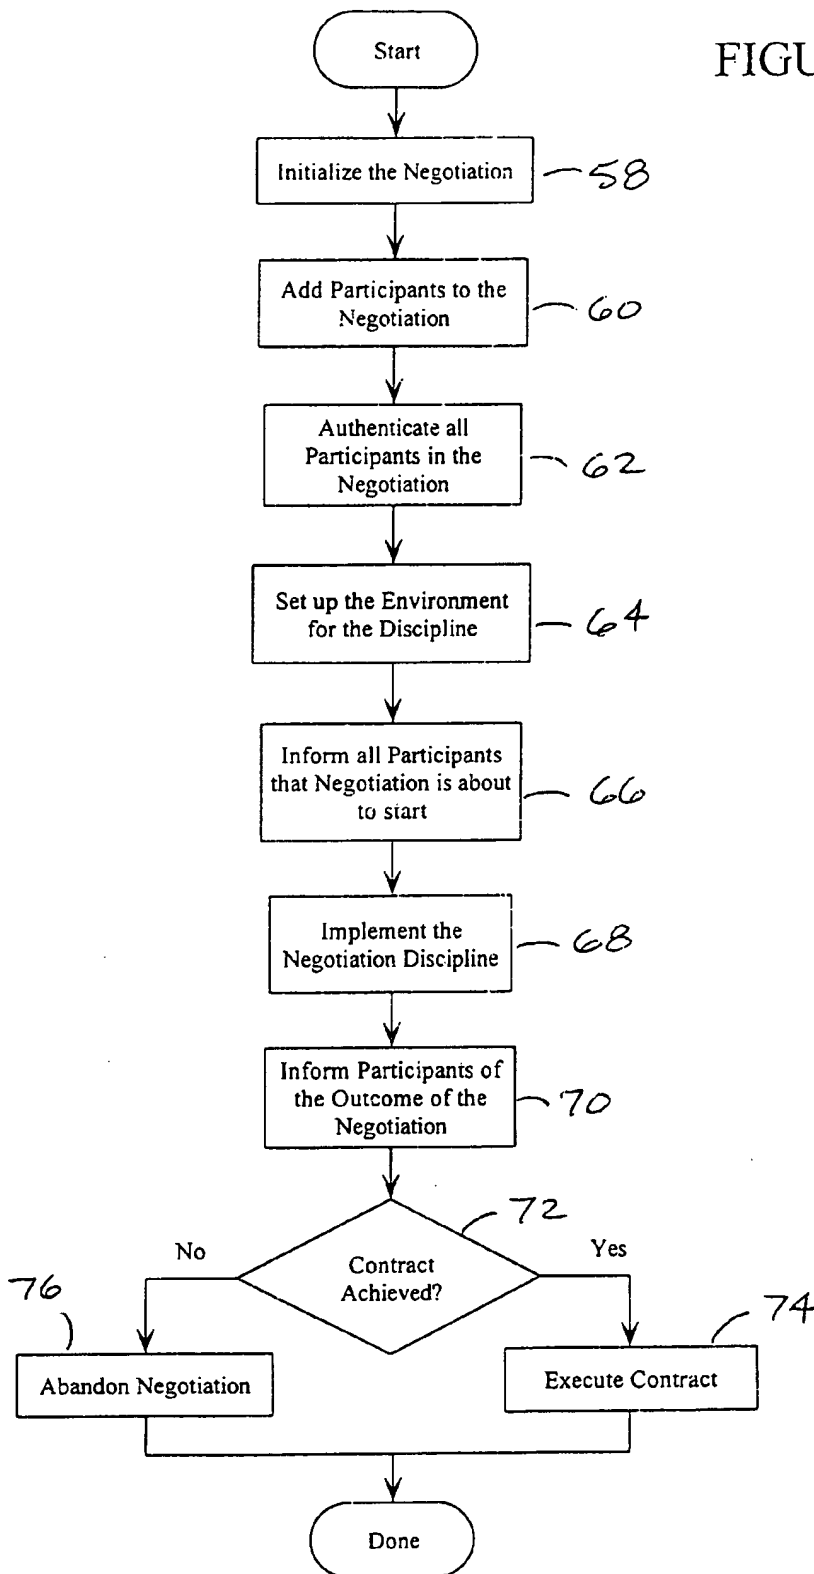 Start
FIGU
Initialize the Negotiation
58
Add Participants to the
Negotiation
60
Authenticate all
Participants in the
Negotiation
62
Set up the Environment
for the Discipline
64
Inform all Participants
that Negotiation is about
to start
66
Implement the
Negotiation Discipline
68
Inform Participants of
the Outcome of the
Negotiation
70
72
No
Contract
Achieved?
Yes
76
74
Abandon Negotiation
Execute Contract
Done